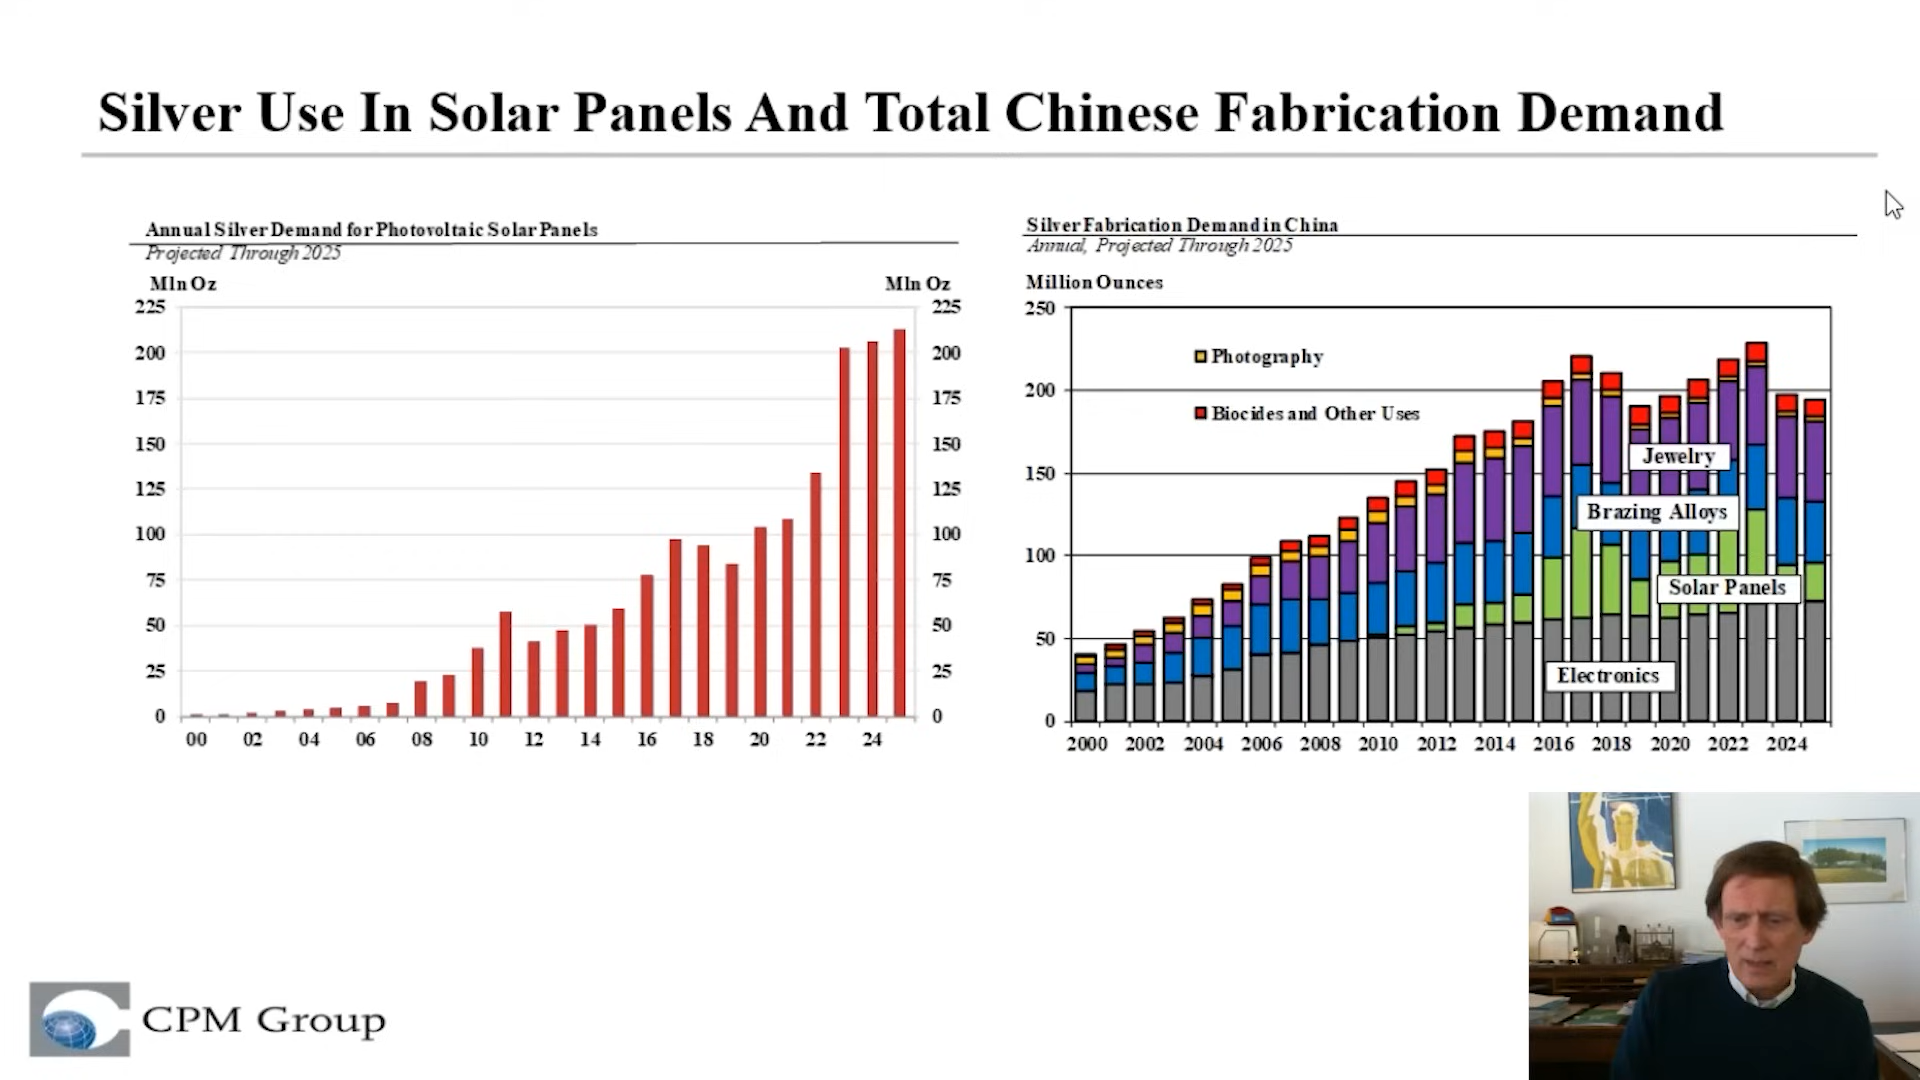 Silver Use In Solar Panels And Total Chinese Fabrication Demand
Annual Silver Demand for Photovoltaic Solar Panels
Projected Through 2025
Mln Oz
Mln Oz
225
200
175
150
125
100
75
50
25
0
225
200
175
150
125
100
75
50
25
0
00 02 04 06 08 10 12 14 16 18 20 22 24
Silver Fabrication Demand in China
Annual, Projected Through 2025
Million Ounces
250
200
150
100
50
0
Photography
Biocides and Other Uses
Jewelry
Brazing Alloys
Solar Panels
Electronics
2000 2002 2004 2006 2008 2010 2012 2014 2016 2018 2020 2022 2024
CPM Group